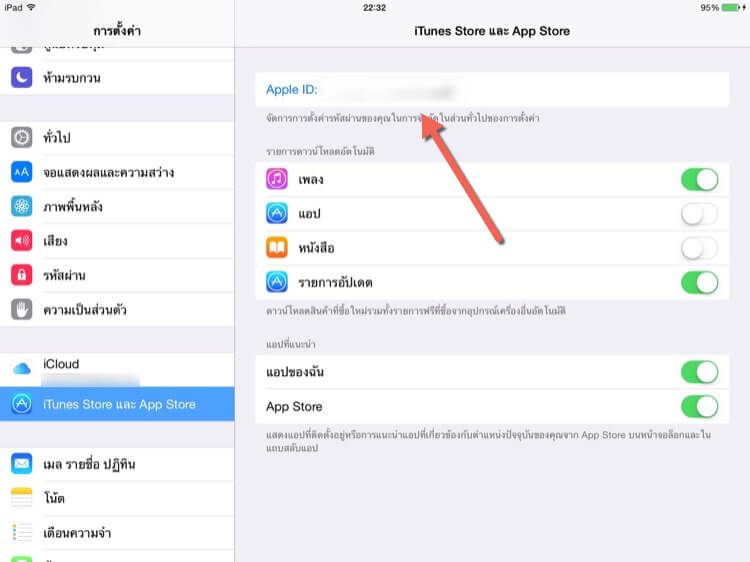 iPad
22:32
95%
การตั้งค่า
ห้ามรบกวน
ทั่วไป
จอแสดงผลและความสว่าง
ภาพพื้นหลัง
เสียง
รหัสผ่าน
ความเป็นส่วนตัว
iCloud
iTunes Store และ App Store
เมล รายชื่อ ปฏิทิน
โน้ต
เตือนความจำ
iTunes Store และ App Store
Apple ID:
จัดการการตั้งค่ารหัสผ่านของคุณในการจำกัดในส่วนทั่วไปของการตั้งค่า
รายการดาวน์โหลดอัตโนมัติ
เพลง
แอป
หนังสือ
รายการอัปเดต
ดาวน์โหลดสินค้าที่ซื้อใหม่รวมทั้งรายการฟรีที่ซื้อจากอุปกรณ์เครื่องอื่นอัตโนมัติ
แอปที่แนะนำ
แอปของฉัน
App Store
แสดงแอปที่ติดตั้งอยู่หรือการแนะนำแอปที่เกี่ยวข้องกับตำแหน่งปัจจุบันของคุณจาก App Store บนหน้าจอล็อกและใน
แถบสลับแอป